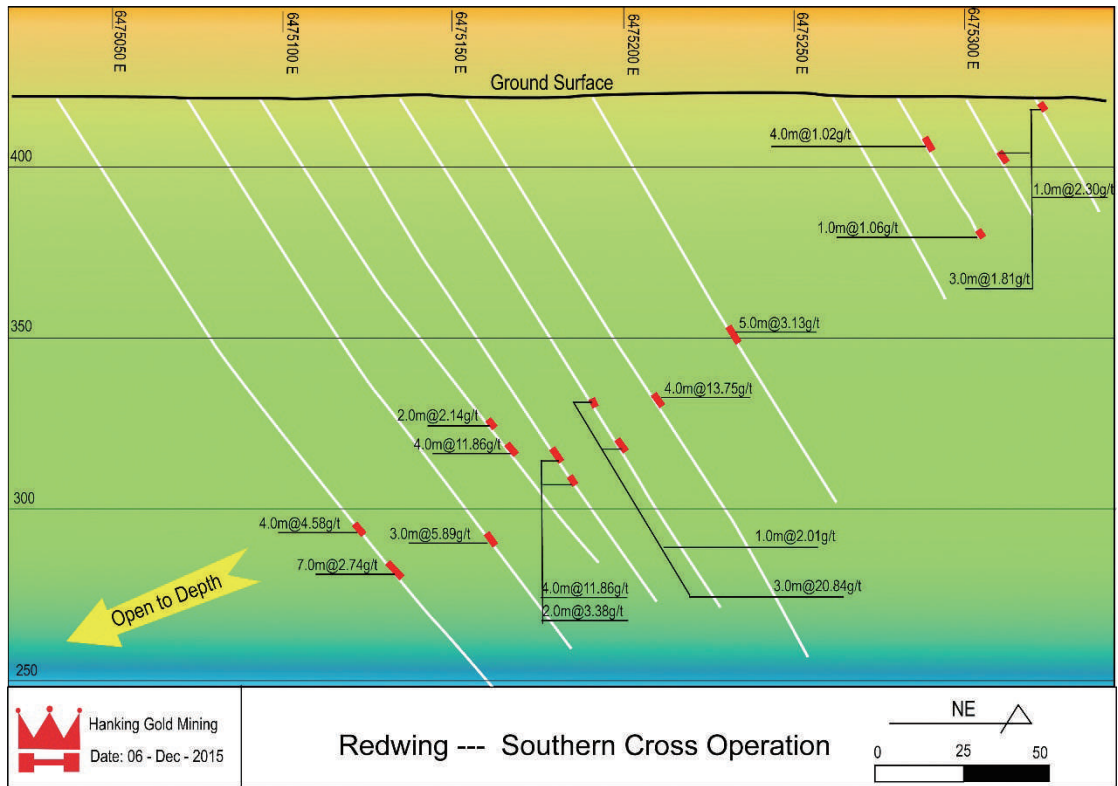 6475050 E
6475100 E
6475150 E
6475200 E
6475250 E
6475300 E
Ground Surface
4.0m@1.02g/t
400
1.0m@2.30g/t
1.0m@1.06g/t
3.0m@1.81g/t
5.0m@3.13g/t
350
4.0m@13.75g/t
2.0m@2.14g/t
4.0m@11.86g/t
300
4.0m@4.58g/t
3.0m@5.89g/t
1.0m@2.01g/t
7.0m@2.74g/t
4.0m@11.86g/t
3.0m@20.84g/t
Open to Depth
2.0m@3.38g/t
250
Hanking Gold Mining
Date: 06 - Dec - 2015
Redwing --- Southern Cross Operation
NE
0 25 50